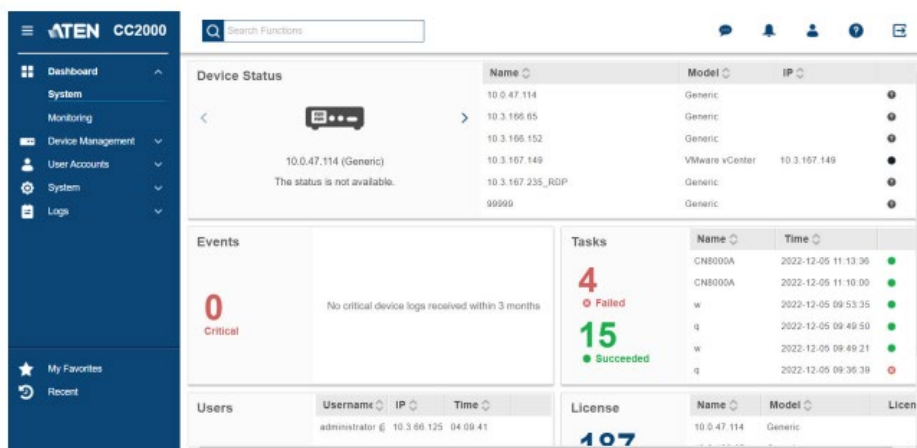 ATEN CC2000
Search Functions
Dashboard
System
Monitoring
Device Management
User Accounts
System
Logs
My Favorites
Recent
Device Status
10.0.47.114 (Generic)
The status is not available.
Name Model IP
10.0.47.114 Generic
10.3.166.65 Generic
10.3.166.152 Generic
10.3.167.149 VMware vCenter 10.3.167.149
10.3.167.235_RDP Generic
99999 Generic
Events
0
Critical
No critical device logs received within 3 months
Tasks
4
Failed
15
Succeeded
Name Time
CN8000A 2022-12-05 11:13:36
CN8000A 2022-12-05 11:10:00
w 2022-12-05 09:53:35
q 2022-12-05 09:49:50
w 2022-12-05 09:49:21
q 2022-12-05 09:36:39
Users
Username IP Time
administrator 10.3.66.125 04:09:41
License
197
Name Model Licen
10.0.47.114 Generic